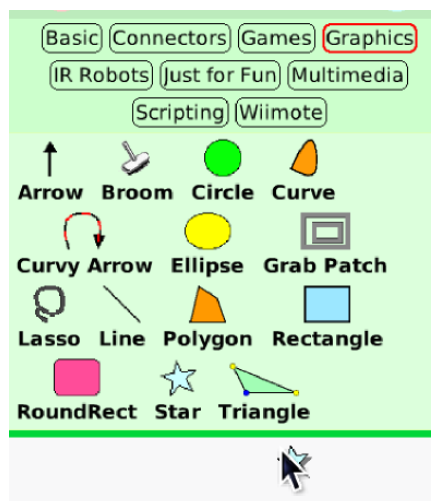 Basic Connectors Games Graphics
IR Robots Just for Fun Multimedia
Scripting Wiimote
Arrow Broom Circle Curve
Curvy Arrow Ellipse Grab Patch
Lasso Line Polygon Rectangle
RoundRect Star Triangle